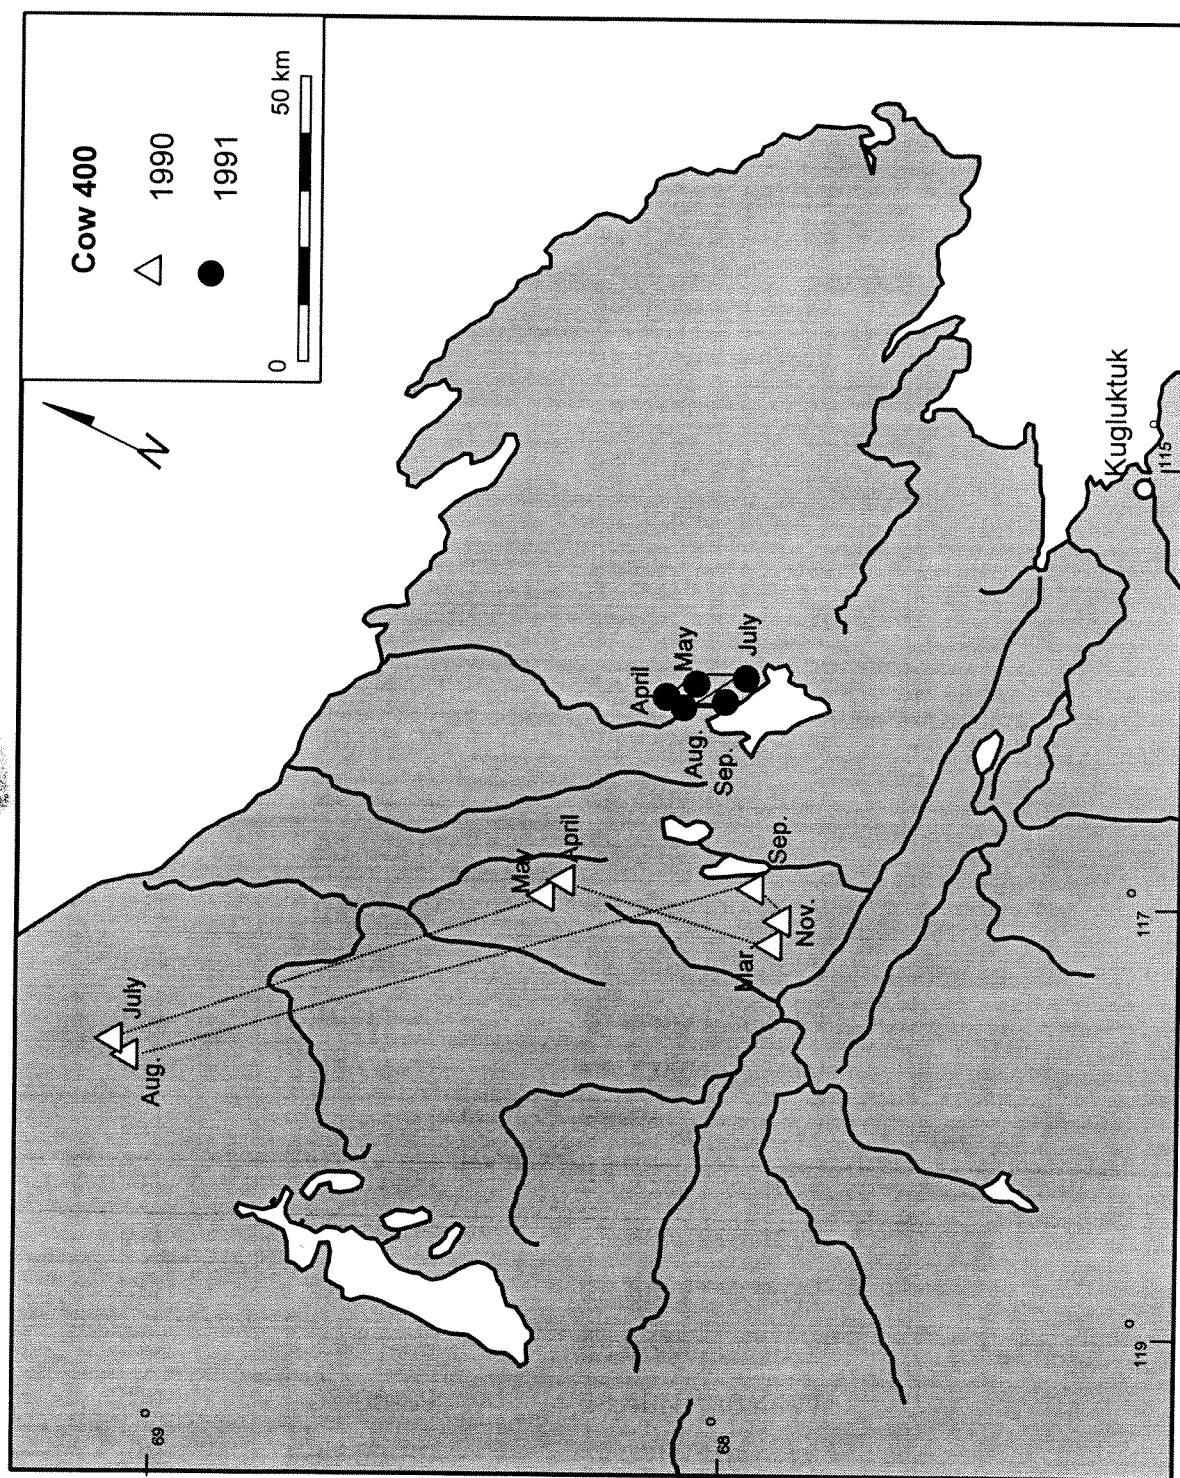 Cow 400
1990
1991
0
50 km
N
Kugluktuk
115°
117°
119°
69°
68°
April
May
July
Aug.
Sep.
May
April
Sep.
Nov.
Mar.
July
Aug.